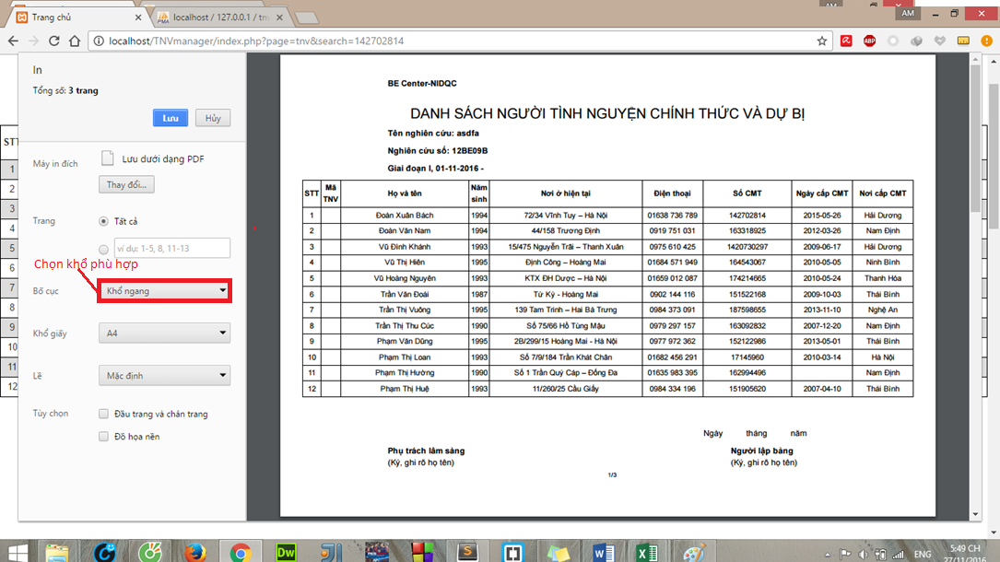 AM
Trang chủ
localhost / 127.0.0.1 / tn
AM
localhost/TNVmanager/index.php?page=tnv&search=142702814
ABP
In
Tổng số: 3 trang
Lưu Hủy
Máy in đích Lưu dưới dạng PDF
Thay đổi...
Trang Tất cả
ví dụ: 1-5, 8, 11-13
Chọn khổ phù hợp
Bố cục Khổ ngang
Khổ giấy A4
Lề Mặc định
Tùy chọn Đầu trang và chân trang
Đồ họa nền
STT
1
2
3
4
5
6
7
8
9
10
11
12
BE Center-NIDQC
DANH SÁCH NGƯỜI TÌNH NGUYỆN CHÍNH THỨC VÀ DỰ BỊ
Tên nghiên cứu: asdfa
Nghiên cứu số: 12BE09B
Giai đoạn I, 01-11-2016 -
STT Mã TNV Họ và tên Năm sinh Nơi ở hiện tại Điện thoại Số CMT Ngày cấp CMT Nơi cấp CMT
1 Đoàn Xuân Bách 1994 72/34 Vĩnh Tuy – Hà Nội 01638 736 789 142702814 2015-05-26 Hải Dương
2 Đoàn Văn Nam 1994 44/158 Trương Định 0919 751 031 163318925 2012-03-26 Nam Định
3 Vũ Đình Khánh 1993 15/475 Nguyễn Trãi – Thanh Xuân 0975 610 425 1420730297 2009-06-17 Hải Dương
4 Vũ Thị Hiên 1995 Định Công – Hoàng Mai 01684 571 949 164543067 2010-05-05 Ninh Bình
5 Vũ Hoàng Nguyên 1993 KTX ĐH Dược – Hà Nội 01659 012 087 174214665 2010-05-24 Thanh Hóa
6 Trần Văn Đoài 1987 Tứ Kỳ - Hoàng Mai 0902 144 116 151522168 2009-10-03 Thái Bình
7 Trần Thị Vuông 1995 139 Tam Trinh – Hai Bà Trưng 0984 373 091 187598655 2013-11-10 Nghệ An
8 Trần Thị Thu Cúc 1990 Số 75/66 Hồ Tùng Mậu 0979 297 157 163092832 2007-12-20 Nam Định
9 Phạm Văn Dũng 1995 2B/299/15 Hoàng Mai - Hà Nội 0977 972 362 152122986 2013-05-01 Thái Bình
10 Phạm Thị Loan 1993 Số 7/9/184 Trần Khát Chân 01682 456 291 17145960 2010-03-14 Hà Nội
11 Phạm Thị Hường 1990 Số 1 Trần Quý Cáp – Đống Đa 01635 983 395 162994496 Nam Định
12 Phạm Thị Huệ 1993 11/260/25 Cầu Giấy 0984 334 196 151905620 2007-04-10 Thái Bình
Ngày tháng năm
Phụ trách lâm sàng Người lập bảng
(Ký, ghi rõ họ tên) (Ký, ghi rõ họ tên)
1/3
Dw S W X
ENG
5:49 CH
27/11/2016